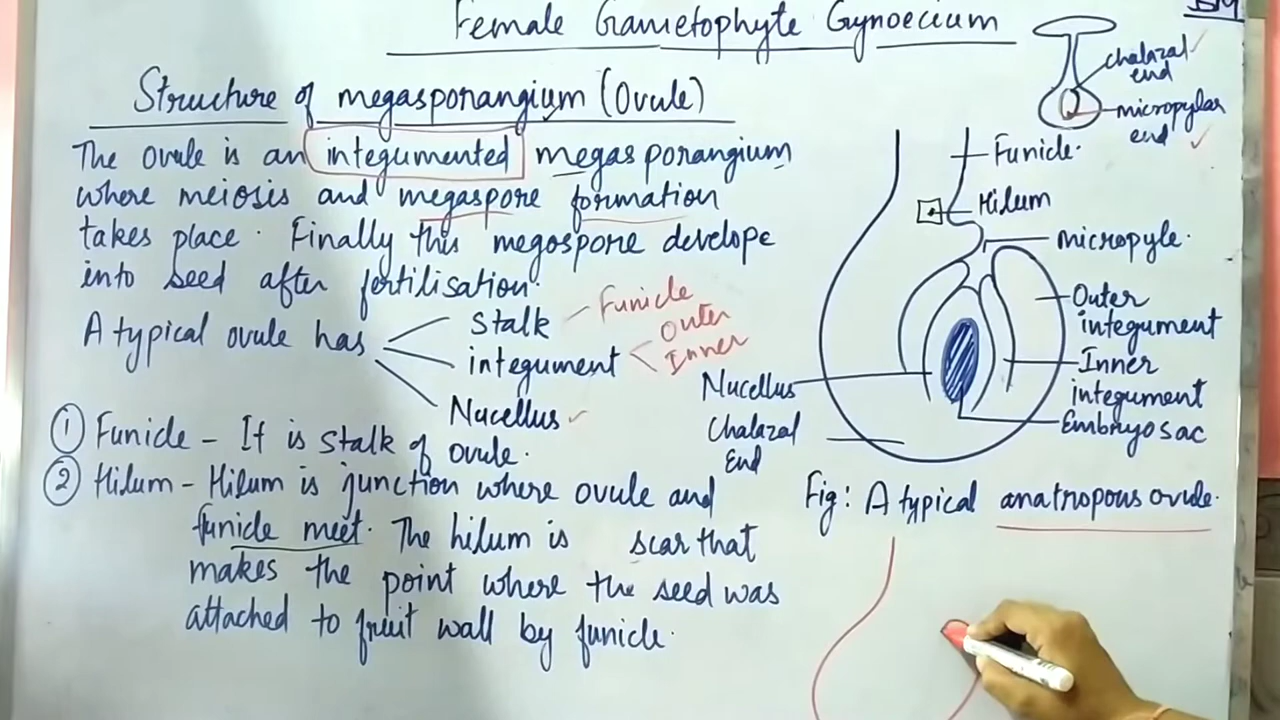 Female Gametophyte Gynoecium
Structure of megasporangium (Ovule)
The Ovule is an integumented megasporangium
where meiosis and megaspore formation
takes place. Finally this megospore develope
into seed after fertilisation.
A typical ovule has
Stalk
Funicle
integument
Outer
Inner
Nucellus
① Funicle - It is stalk of ovule.
② Hilum - Hilum is junction where ovule and
funicle meet. The hilum is scar that
makes the point where the seed was
attached to fruit wall by funicle.
chalazal
end
micropylar
end
Funicle.
Hilum
Micropyle.
Outer
integument
Inner
integument
Embryo sac
Nucellus
Chalazal
End
Fig: A typical anatropous ovule.